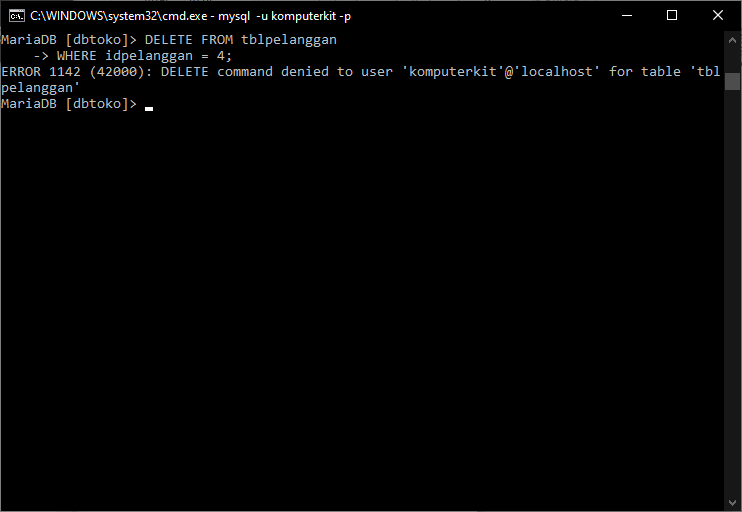 C:\WINDOWS\system32\cmd.exe - mysql  -u komputerkit -p
MariaDB [dbtoko]> DELETE FROM tblpelanggan
    -> WHERE idpelanggan = 4;
ERROR 1142 (42000): DELETE command denied to user 'komputerkit'@'localhost' for table 'tbl
pelanggan'
MariaDB [dbtoko]>